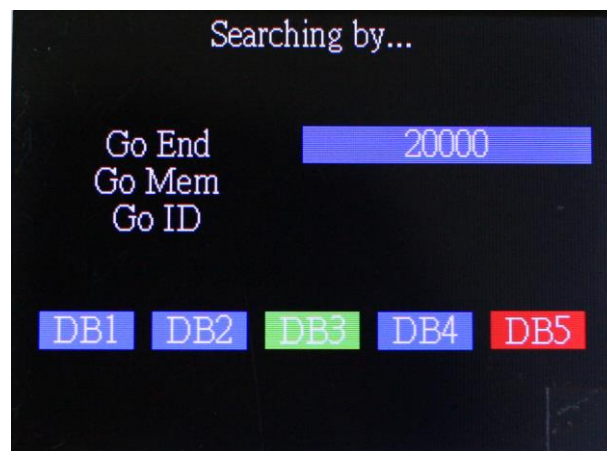 Searching by...
Go End 20000
Go Mem
Go ID
DB1 DB2 DB3 DB4 DB5